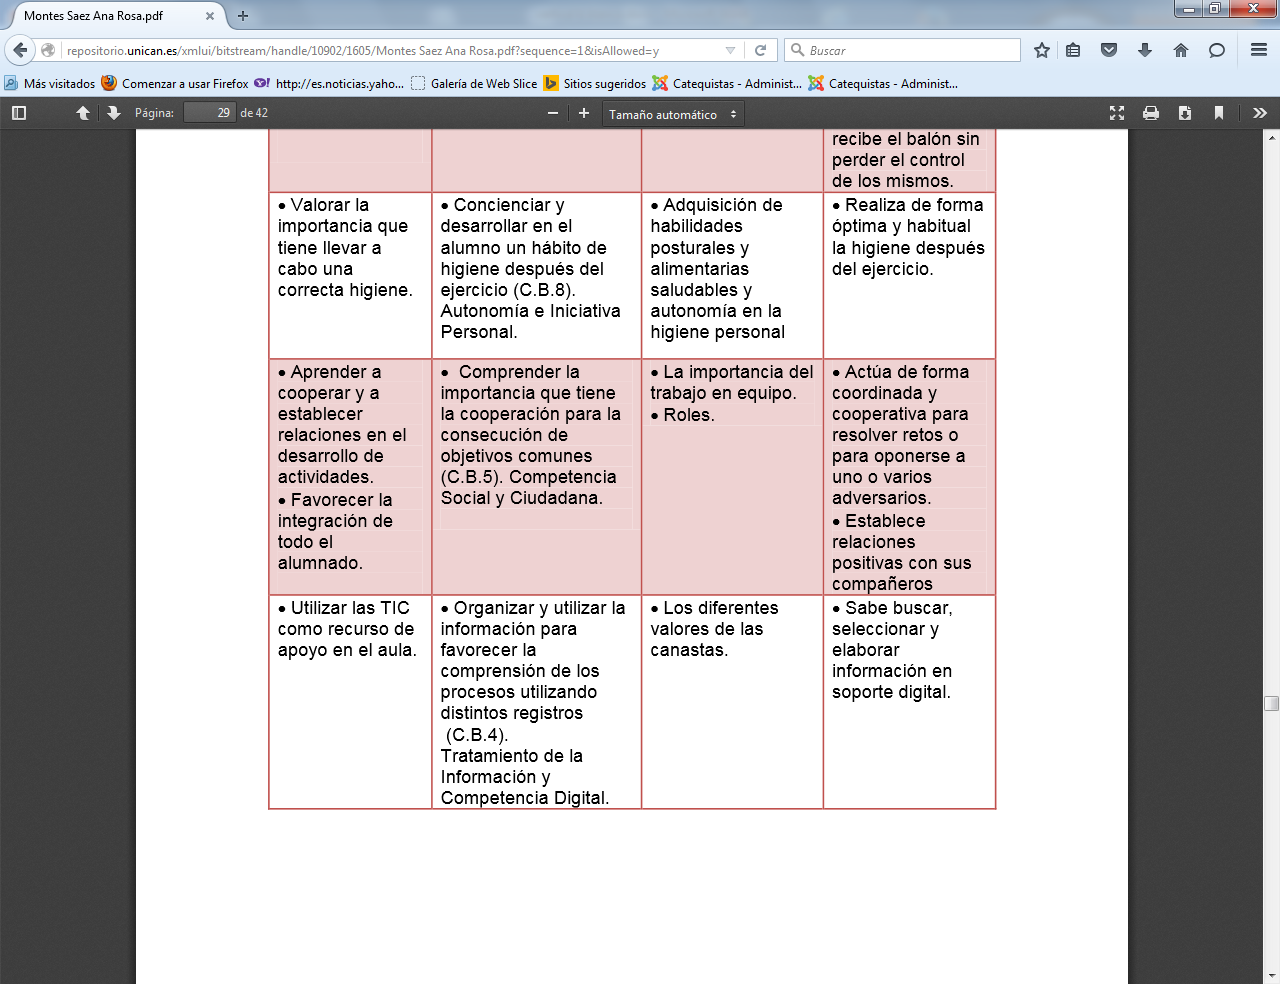 Montes Saez Ana Rosa.pdf
repositorio.unican.es/xmlui/bitstream/handle/10902/1605/Montes Saez Ana Rosa.pdf?sequence=1&isAllowed=y
Buscar
Más visitados Comenzar a usar Firefox http://es.noticias.yaho... Galería de Web Slice Sitios sugeridos Catequistas - Administ... Catequistas - Administ...
Página: 29 de 42 Tamaño automático
recibe el balón sin
perder el control
de los mismos.
• Valorar la
importancia que
tiene llevar a
cabo una
correcta higiene.
• Concienciar y
desarrollar en el
alumno un hábito de
higiene después del
ejercicio (C.B.8).
Autonomía e Iniciativa
Personal.
• Adquisición de
habilidades
posturales y
alimentarias
saludables y
autonomía en la
higiene personal
• Realiza de forma
óptima y habitual
la higiene después
del ejercicio.
• Aprender a
cooperar y a
establecer
relaciones en el
desarrollo de
actividades.
• Favorecer la
integración de
todo el
alumnado.
• Comprender la
importancia que tiene
la cooperación para la
consecución de
objetivos comunes
(C.B.5). Competencia
Social y Ciudadana.
• La importancia del
trabajo en equipo.
• Roles.
• Actúa de forma
coordinada y
cooperativa para
resolver retos o
para oponerse a
uno o varios
adversarios.
• Establece
relaciones
positivas con sus
compañeros
• Utilizar las TIC
como recurso de
apoyo en el aula.
• Organizar y utilizar la
información para
favorecer la
comprensión de los
procesos utilizando
distintos registros
(C.B.4).
Tratamiento de la
Información y
Competencia Digital.
• Los diferentes
valores de las
canastas.
• Sabe buscar,
seleccionar y
elaborar
información en
soporte digital.